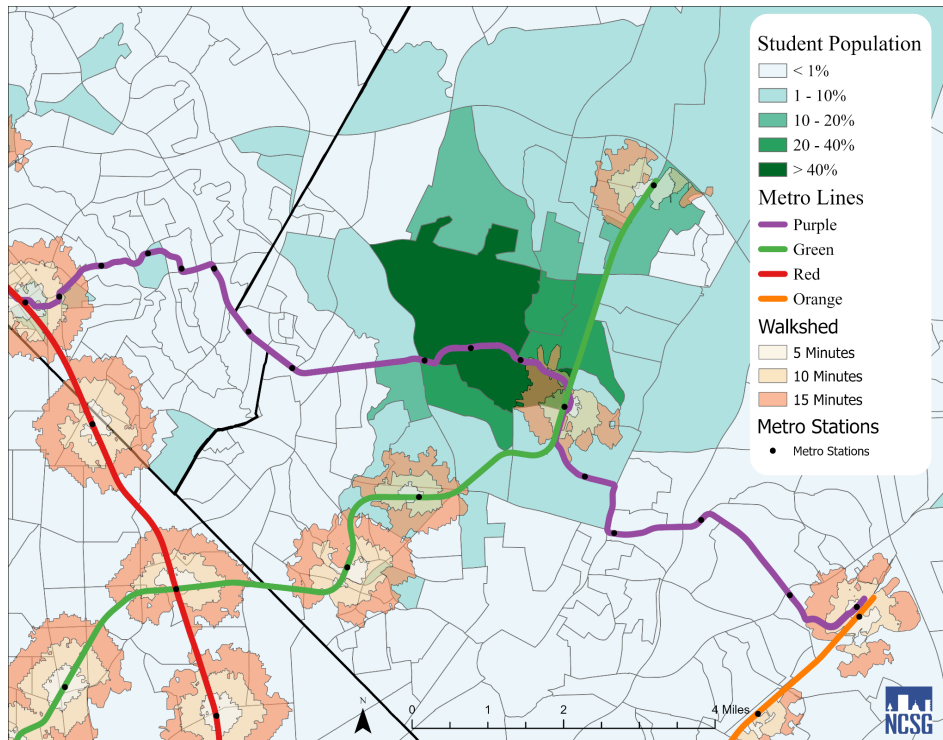 Student Population
< 1%
1 - 10%
10 - 20%
20 - 40%
> 40%
Metro Lines
Purple
Green
Red
Orange
Walkshed
5 Minutes
10 Minutes
15 Minutes
Metro Stations
Metro Stations
N
0 1 2 4 Miles
NCSG